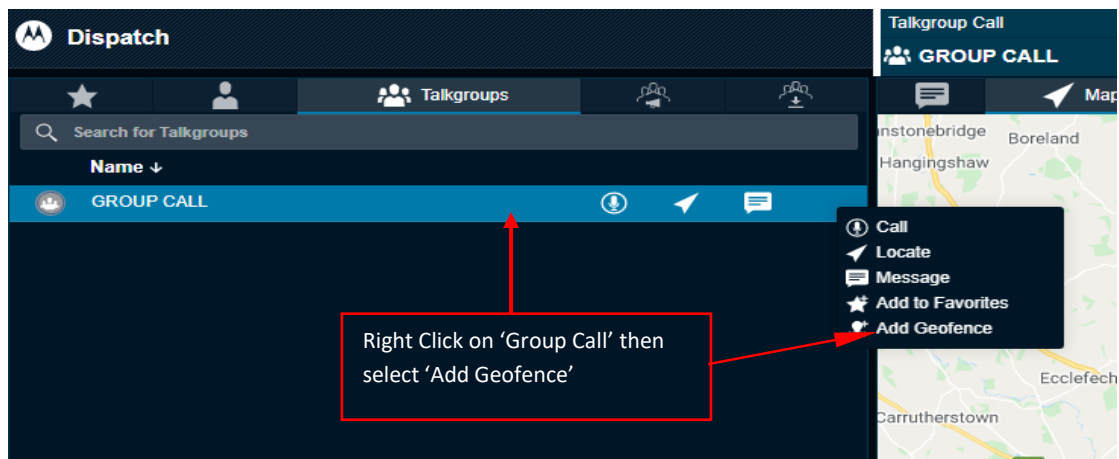 Dispatch
Talkgroup Call
GROUP CALL
Talkgroups
Map
Search for Talkgroups
Name ↓
GROUP CALL
Call
Locate
Message
Add to Favorites
Add Geofence
Right Click on ‘Group Call’ then
select ‘Add Geofence’
nstonebridge
Boreland
Hangingshaw
Ecclefech
Carrutherstown